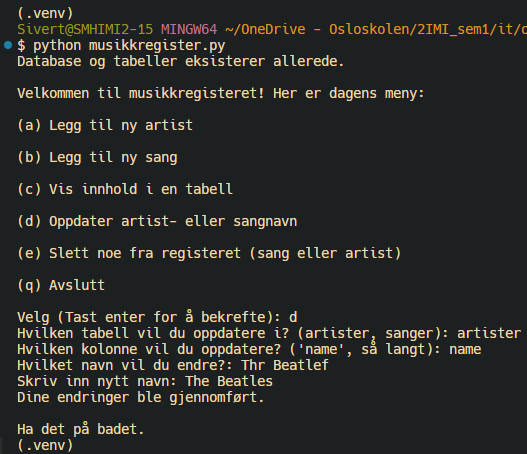 (.venv)
Sivert@SMHIMI2-15 MINGW64 ~/OneDrive - Osloskolen/2IMI_sem1/it/
$ python musikkregister.py
Database og tabeller eksisterer allerede.
Velkommen til musikkregisteret! Her er dagens meny:
(a) Legg til ny artist
(b) Legg til ny sang
(c) Vis innhold i en tabell
(d) Oppdater artist- eller sangnavn
(e) Slett noe fra registeret (sang eller artist)
(q) Avslutt
Velg (Tast enter for å bekrefte): d
Hvilken tabell vil du oppdatere i? (artister, sanger): artister
Hvilken kolonne vil du oppdatere? ('name', så langt): name
Hvilket navn vil du endre?: Thr Beatlef
Skriv inn nytt navn: The Beatles
Dine endringer ble gjennomført.
Ha det på badet.
(.venv)